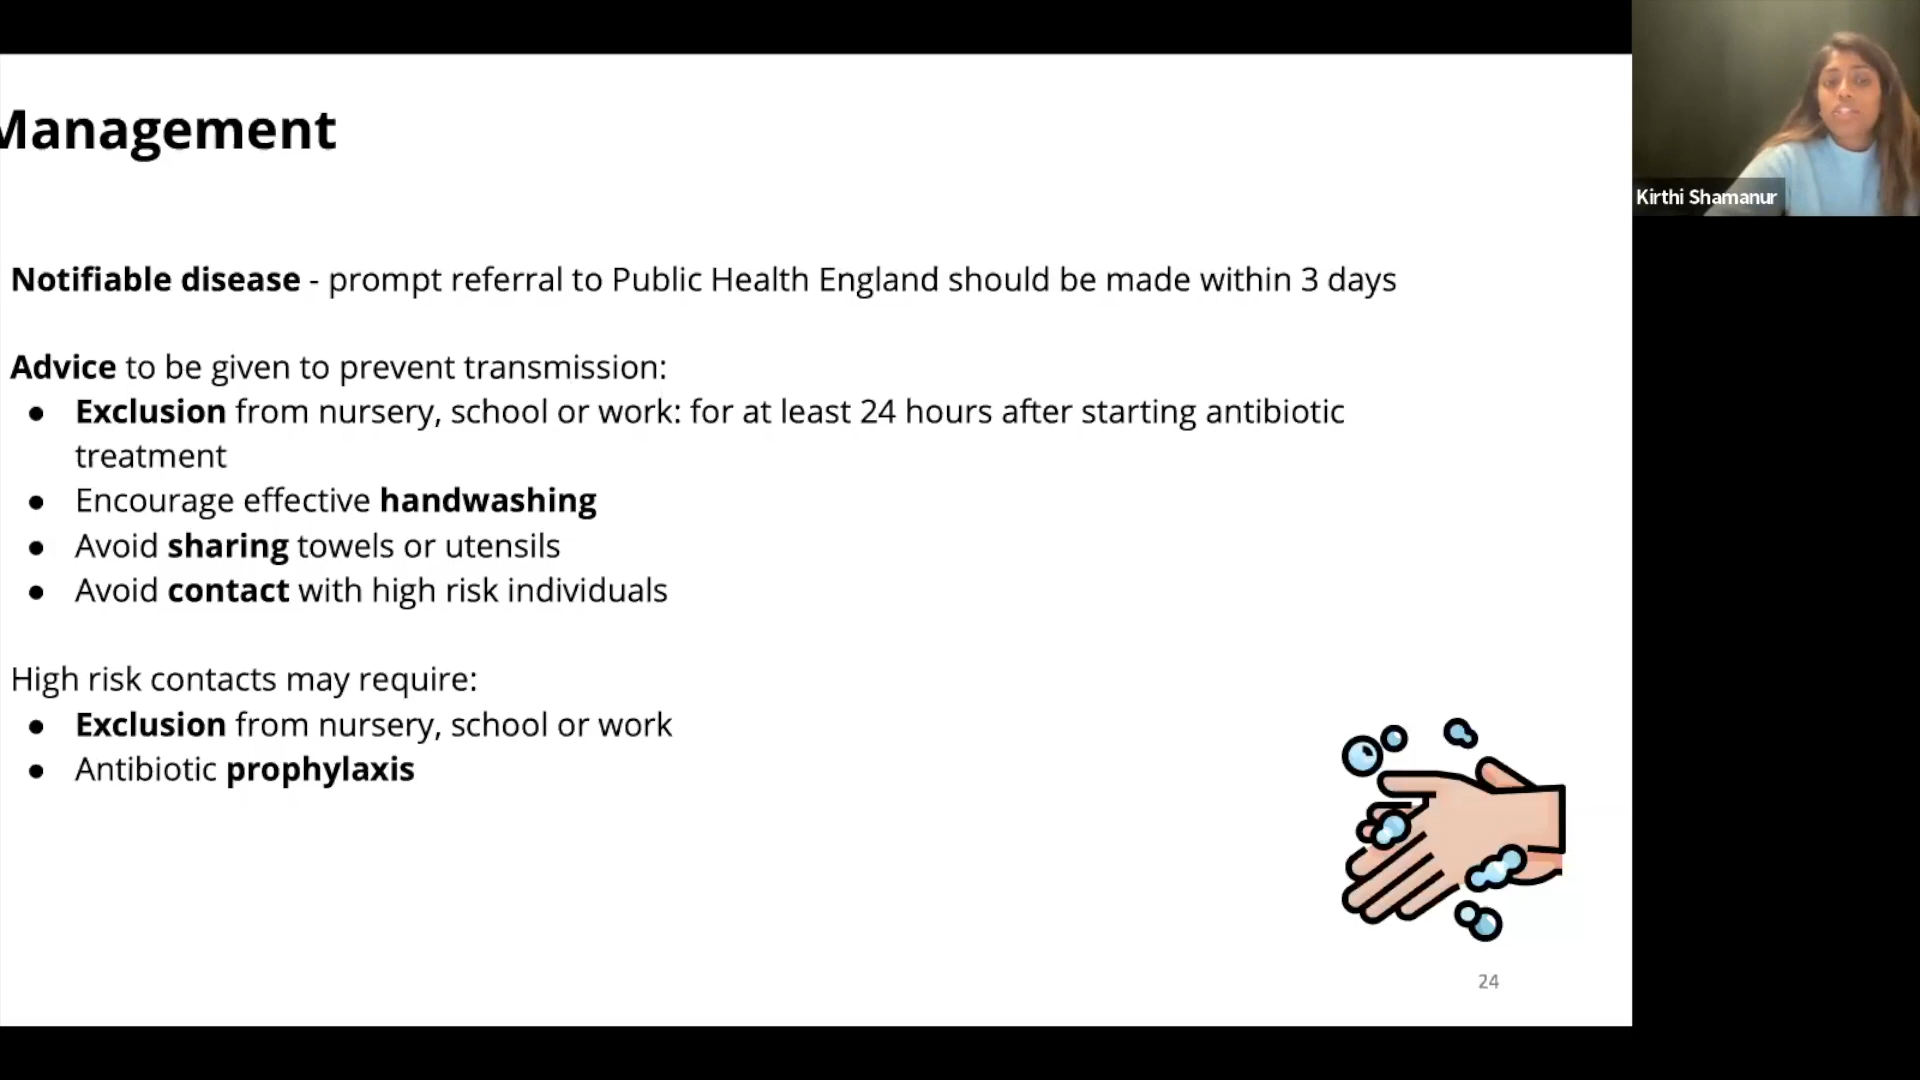 Management
Notifiable disease - prompt referral to Public Health England should be made within 3 days
Advice to be given to prevent transmission:
● Exclusion from nursery, school or work: for at least 24 hours after starting antibiotic
treatment
● Encourage effective handwashing
● Avoid sharing towels or utensils
● Avoid contact with high risk individuals
High risk contacts may require:
● Exclusion from nursery, school or work
● Antibiotic prophylaxis
24
Kirthi Shamanur